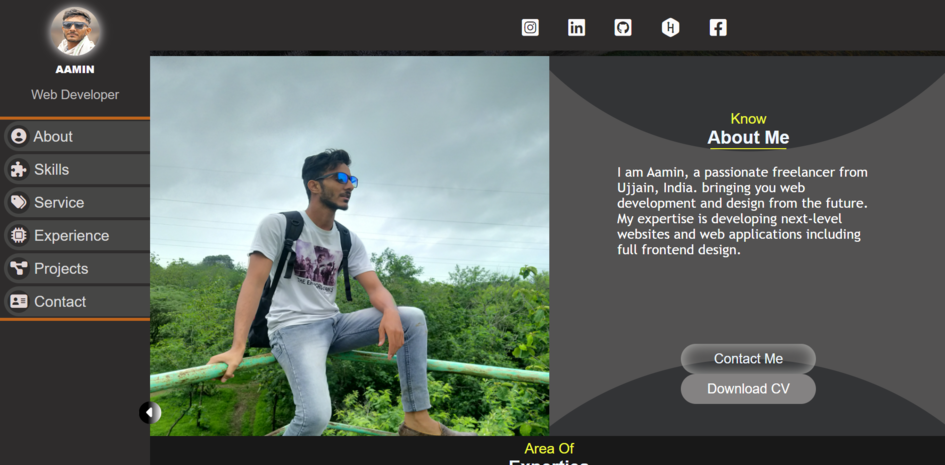 AAMIN
Web Developer
About
Skills
Service
Experience
Projects
Contact
Know
About Me
I am Aamin, a passionate freelancer from
Ujjain, India. bringing you web
development and design from the future.
My expertise is developing next-level
websites and web applications including
full frontend design.
Contact Me
Download CV
Area Of